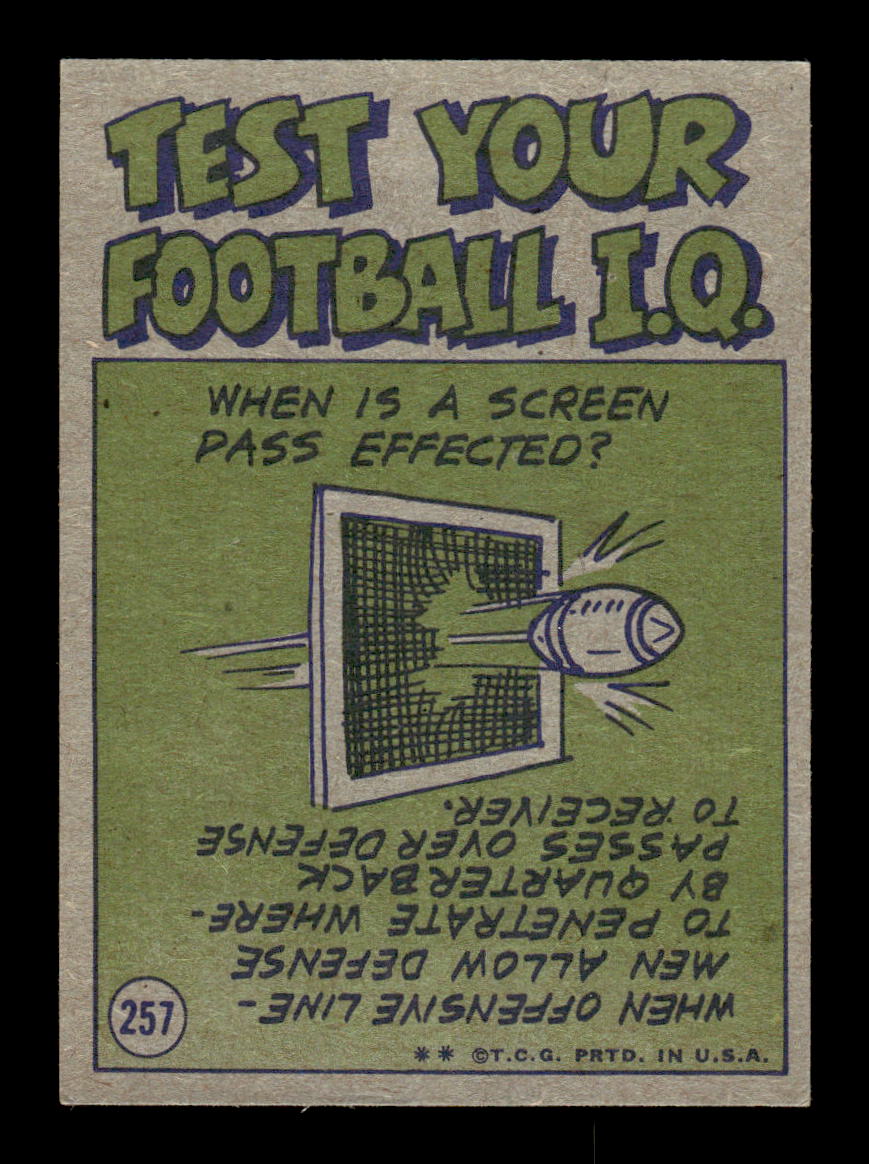 TEST YOUR
FOOTBALL I.Q.
WHEN IS A SCREEN
PASS EFFECTED?
WHEN OFFENSIVE LINE-
MEN ALLOW DEFENSE
TO PENETRATE WHERE-
BY QUARTERBACK
PASSES OVER DEFENSE
TO RECEIVER.
257
** ©T.C.G. PRTD. IN U.S.A.